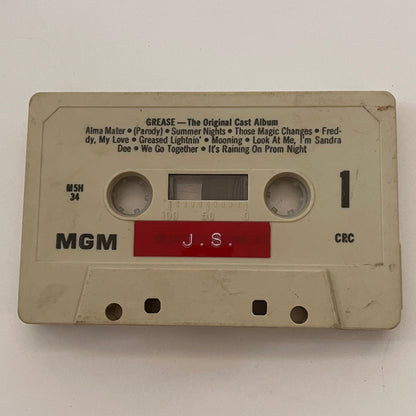 GREASE — The Original Cast Album
Alma Mater • (Parody) • Summer Nights • Those Magic Changes • Fred-
dy, My Love • Greased Lightnin' • Mooning • Look At Me, I'm Sandra
Dee • We Go Together • It's Raining On Prom Night
M5H
34
1
100 50 0
MGM
J.S.
CRC